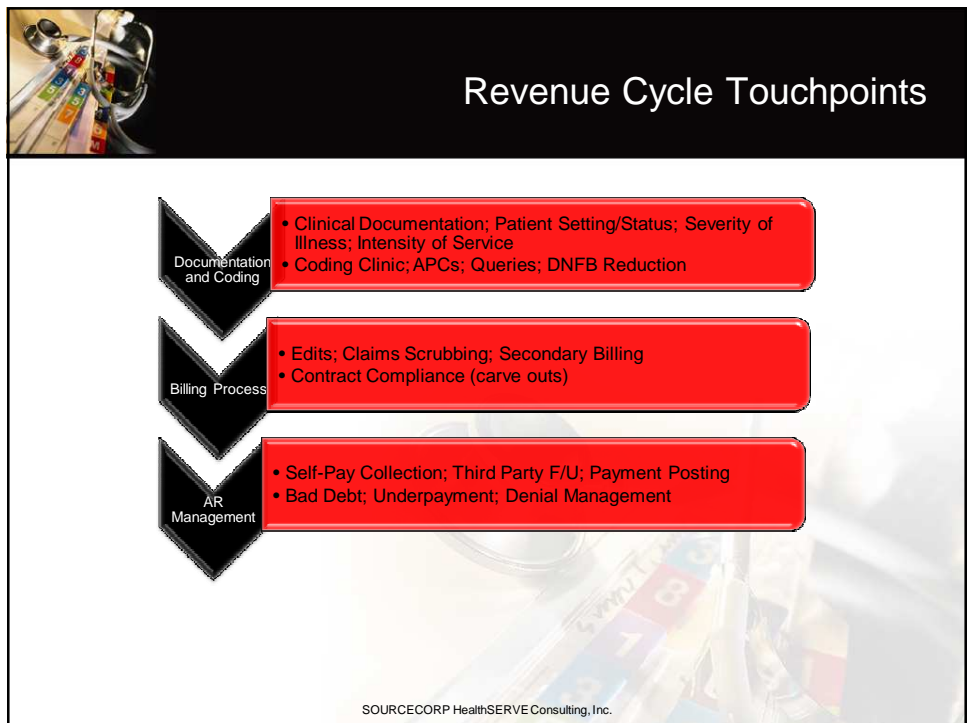 Revenue Cycle Touchpoints
Documentation
and Coding
• Clinical Documentation; Patient Setting/Status; Severity of
Illness; Intensity of Service
• Coding Clinic; APCs; Queries; DNFB Reduction
Billing Process
• Edits; Claims Scrubbing; Secondary Billing
• Contract Compliance (carve outs)
AR
Management
• Self-Pay Collection; Third Party F/U; Payment Posting
• Bad Debt; Underpayment; Denial Management
SOURCECORP HealthSERVE Consulting, Inc.